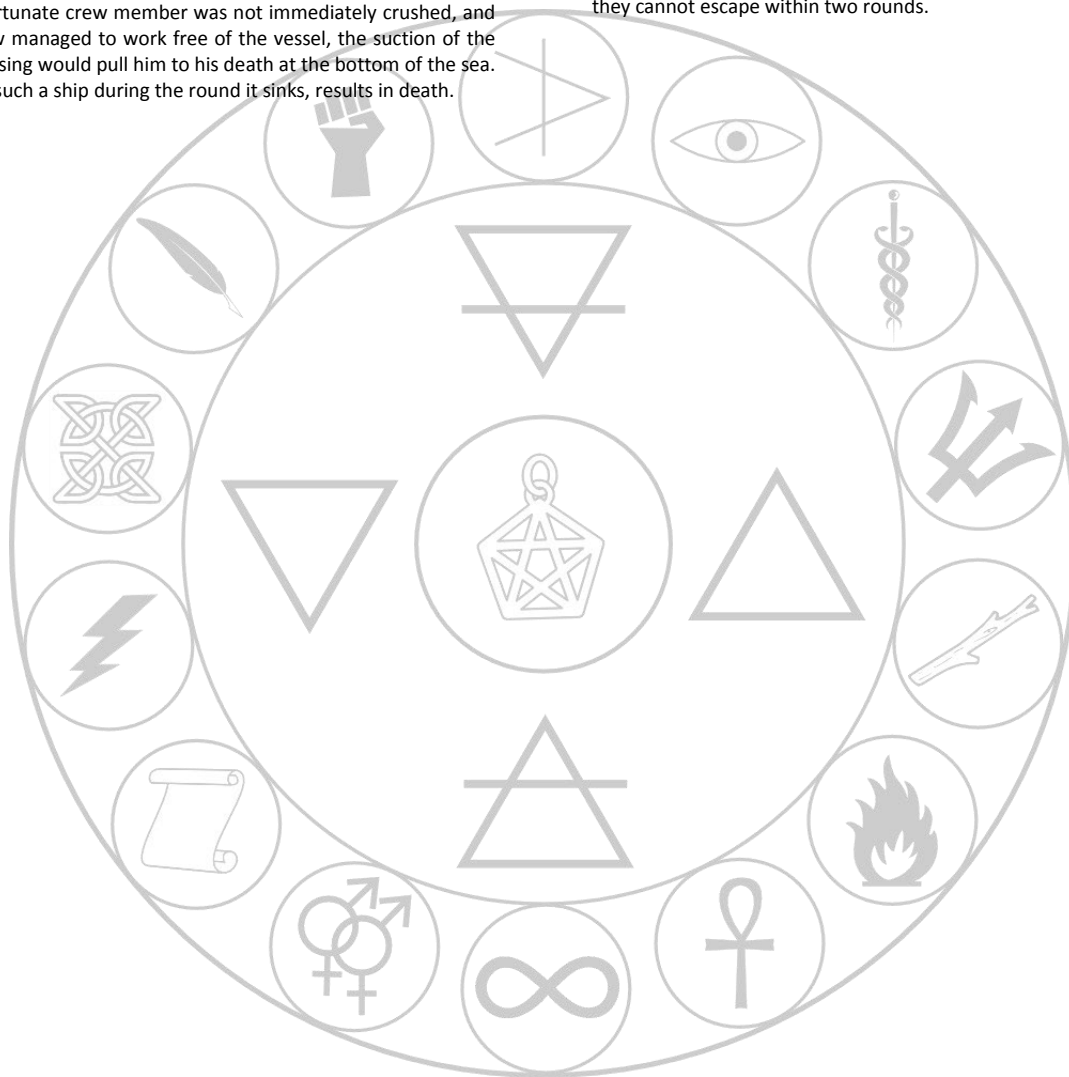 crew member was not immediately crushed, and
managed to work free of the vessel, the suction of the
would pull him to his death at the bottom of the sea.
such a ship during the round it sinks, results in death.
they cannot escape within two rounds.